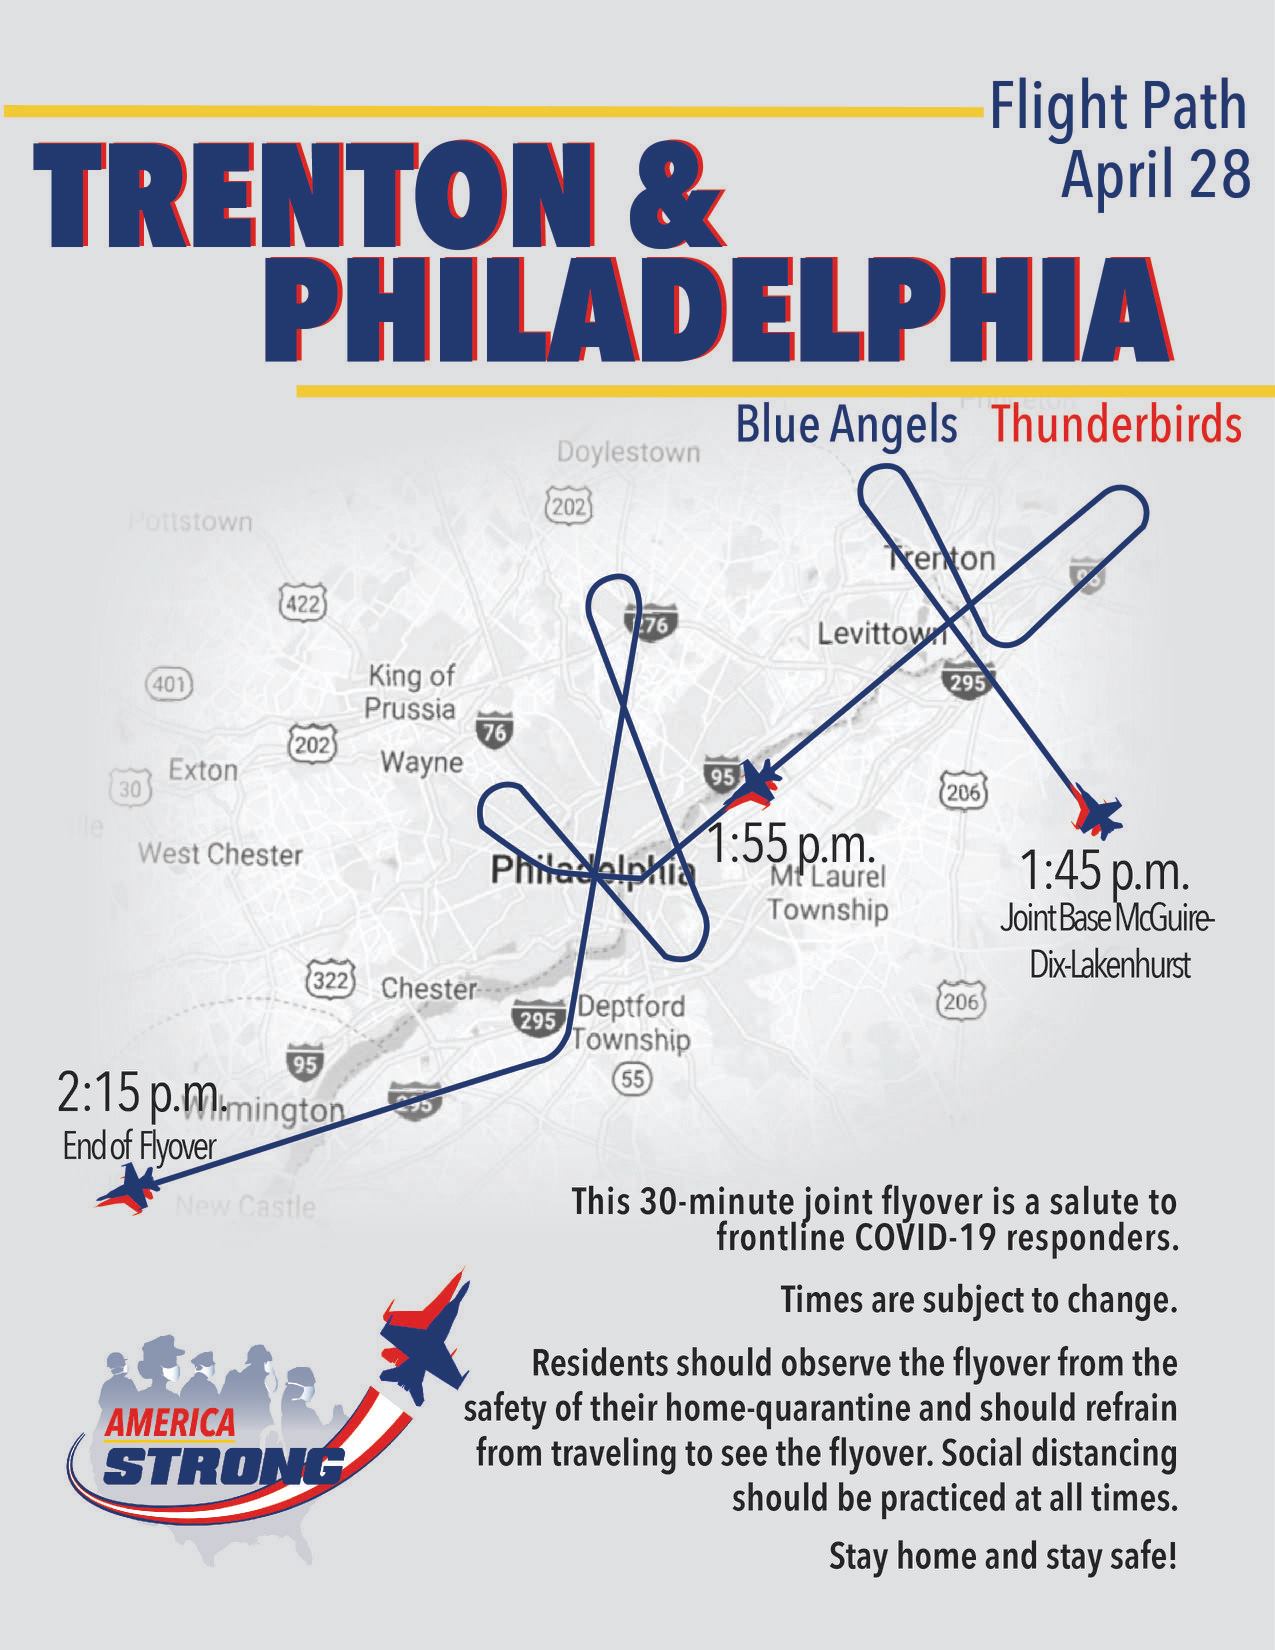 Flight Path
April 28
TRENTON &
PHILADELPHIA
Blue Angels Thunderbirds
Princeton
Doylestown
202
Pottstown
Trenton
95
422
276
Levittown
King of
Prussia
401
295
76
202
Wayne
Exton
30
95
206
1:55 p.m.
West Chester
Philadelphia
Mt Laurel
Township
1:45 p.m.
Joint Base McGuire-
Dix-Lakenhurst
322
Chester
295
Deptford
Township
206
95
55
2:15 p.m.
Wilmington
295
End of Flyover
New Castle
This 30-minute joint flyover is a salute to
frontline COVID-19 responders.
Times are subject to change.
Residents should observe the flyover from the
safety of their home-quarantine and should refrain
from traveling to see the flyover. Social distancing
should be practiced at all times.
Stay home and stay safe!
AMERICA
STRONG